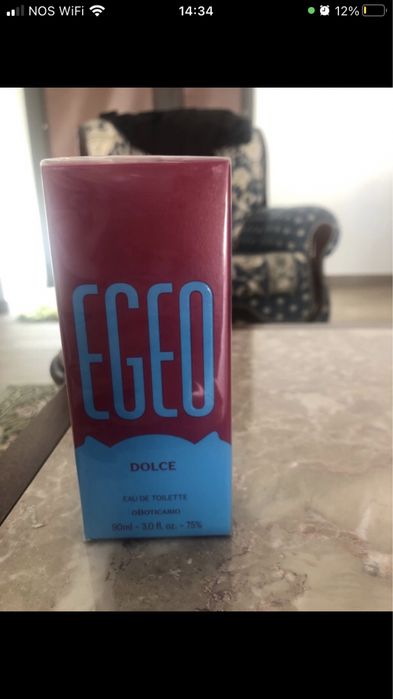 NOS WiFi 14:34 12%
EGEO
DOLCE
EAU DE TOILETTE
OBOTICÁRIO
90ml - 3.0 fl. oz. - 75%